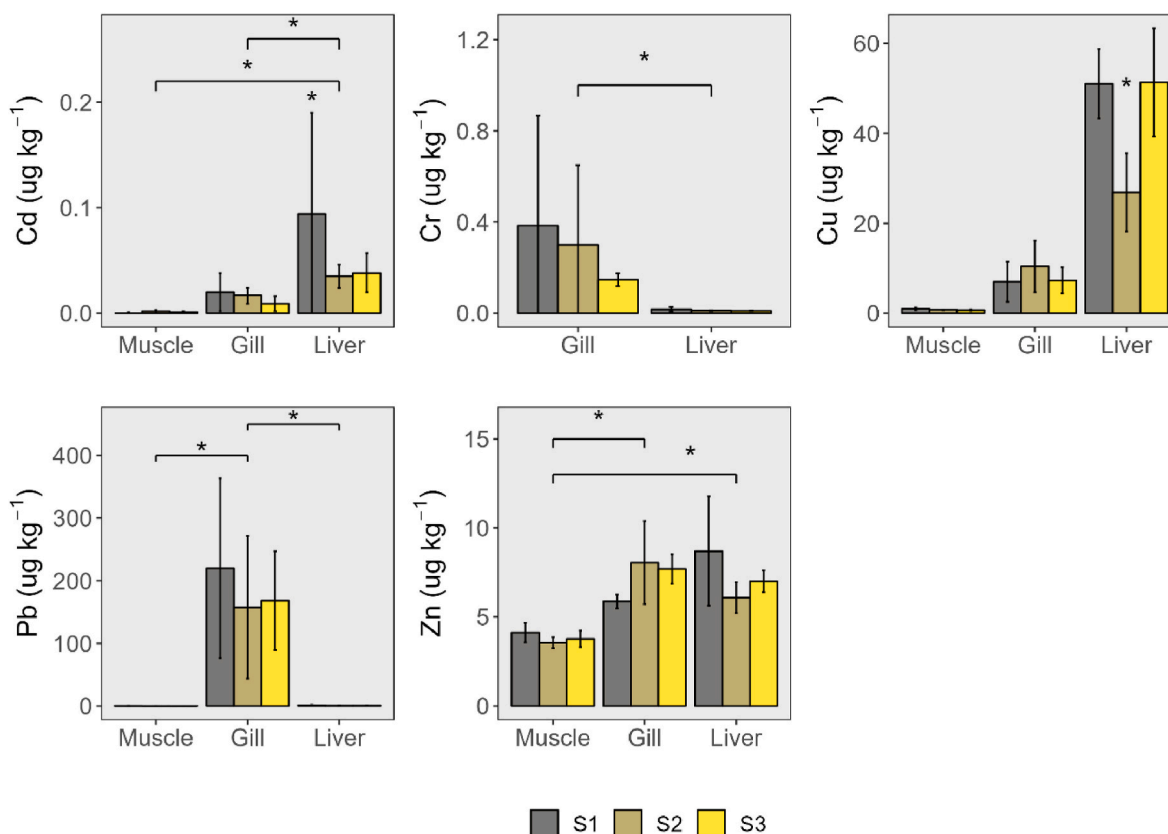 Cd (ug kg⁻¹)
0.2
0.1
0.0
*
*
*
Muscle Gill Liver
Cr (ug kg⁻¹)
1.2
0.8
0.4
0.0
*
Gill Liver
Cu (ug kg⁻¹)
60
40
20
0
*
Muscle Gill Liver
Pb (ug kg⁻¹)
400
300
200
100
0
*
*
Muscle Gill Liver
Zn (ug kg⁻¹)
15
10
5
0
*
*
Muscle Gill Liver
S1 S2 S3